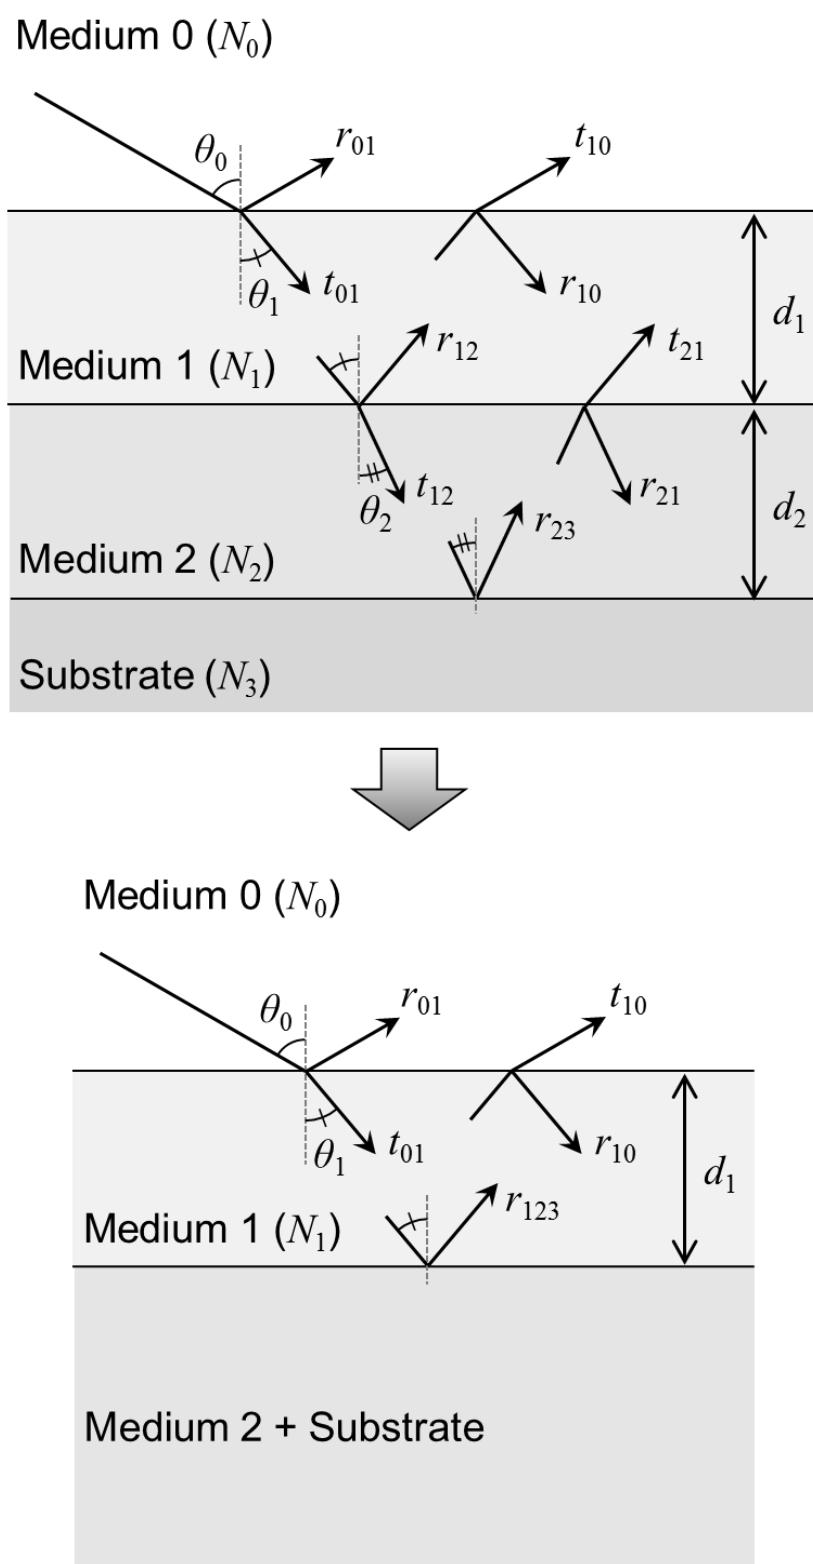 Medium 0 (N₀)
θ₀
r₀₁
t₁₀
θ₁
t₀₁
r₁₀
d₁
Medium 1 (N₁)
r₁₂
t₂₁
θ₂
t₁₂
r₂₁
d₂
r₂₃
Medium 2 (N₂)
Substrate (N₃)
Medium 0 (N₀)
θ₀
r₀₁
t₁₀
θ₁
t₀₁
r₁₀
d₁
Medium 1 (N₁)
r₁₂₃
Medium 2 + Substrate